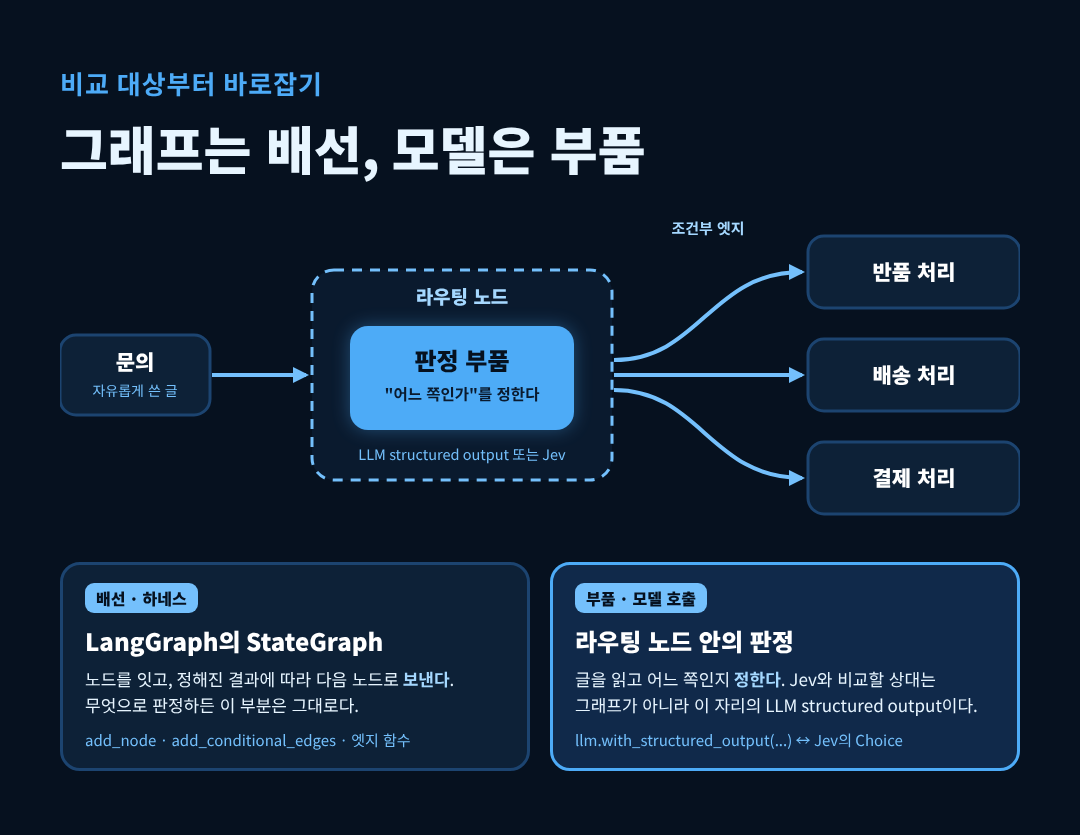 비교 대상부터 바로잡기
그래프는 배선, 모델은 부품
조건부 엣지
문의
자유롭게 쓴 글
라우팅 노드
판정 부품
"어느 쪽인가"를 정한다
LLM structured output 또는 Jev
반품 처리
배송 처리
결제 처리
배선 · 하네스
LangGraph의 StateGraph
노드를 잇고, 정해진 결과에 따라 다음 노드로 보낸다.
무엇으로 판정하든 이 부분은 그대로다.
add_node · add_conditional_edges · 엣지 함수
부품 · 모델 호출
라우팅 노드 안의 판정
글을 읽고 어느 쪽인지 정한다. Jev와 비교할 상대는
그래프가 아니라 이 자리의 LLM structured output이다.
llm.with_structured_output(...) ↔ Jev의 Choice